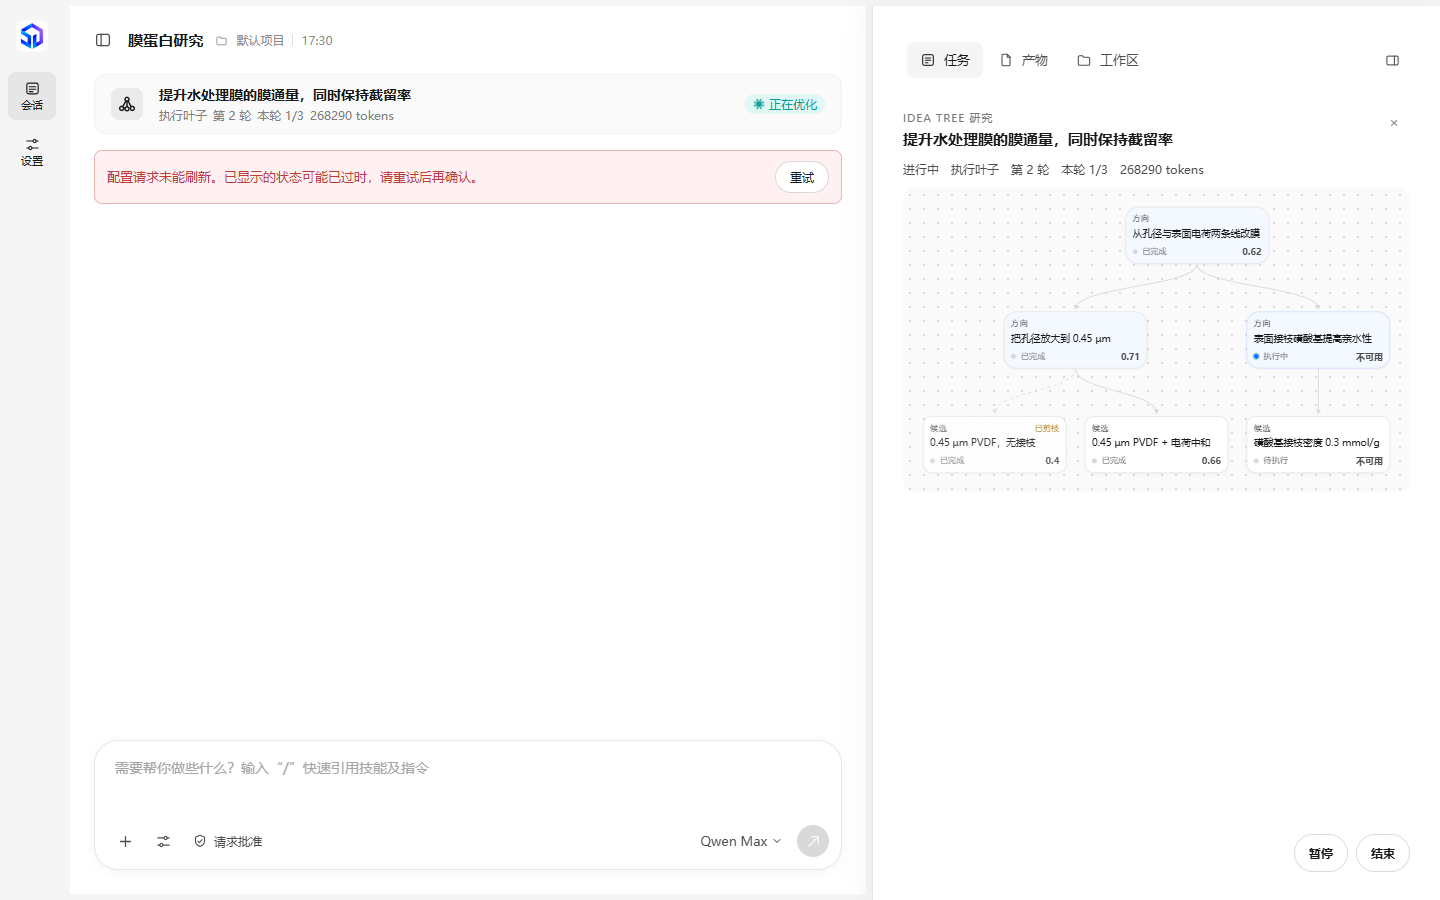 会话
设置
膜蛋白研究 默认项目 17:30
提升水处理膜的膜通量，同时保持截留率
执行叶子 第 2 轮 本轮 1/3 268290 tokens
正在优化
配置请求未能刷新。已显示的状态可能已过时，请重试后再确认。
重试
需要帮你做些什么？输入 “/” 快速引用技能及指令
请求批准
Qwen Max
任务 产物 工作区
IDEA TREE 研究
提升水处理膜的膜通量，同时保持截留率
进行中 执行叶子 第 2 轮 本轮 1/3 268290 tokens
方向
从孔径与表面电荷两条线改膜
已完成 0.62
方向
把孔径放大到 0.45 μm
已完成 0.71
方向
表面接枝磺酸基提高亲水性
执行中 不可用
候选 已剪枝
0.45 μm PVDF，无接枝
已完成 0.4
候选
0.45 μm PVDF + 电荷中和
已完成 0.66
候选
磺酸基接枝密度 0.3 mmol/g
待执行 不可用
暂停 结束